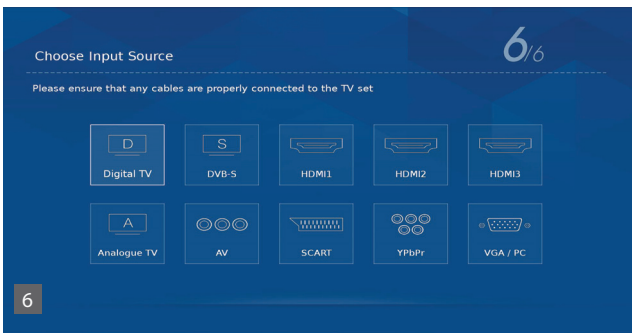 6/6
Choose Input Source
Please ensure that any cables are properly connected to the TV set
D S
Digital TV DVB-S HDMI1 HDMI2 HDMI3
A
Analogue TV AV SCART YPbPr VGA / PC
6